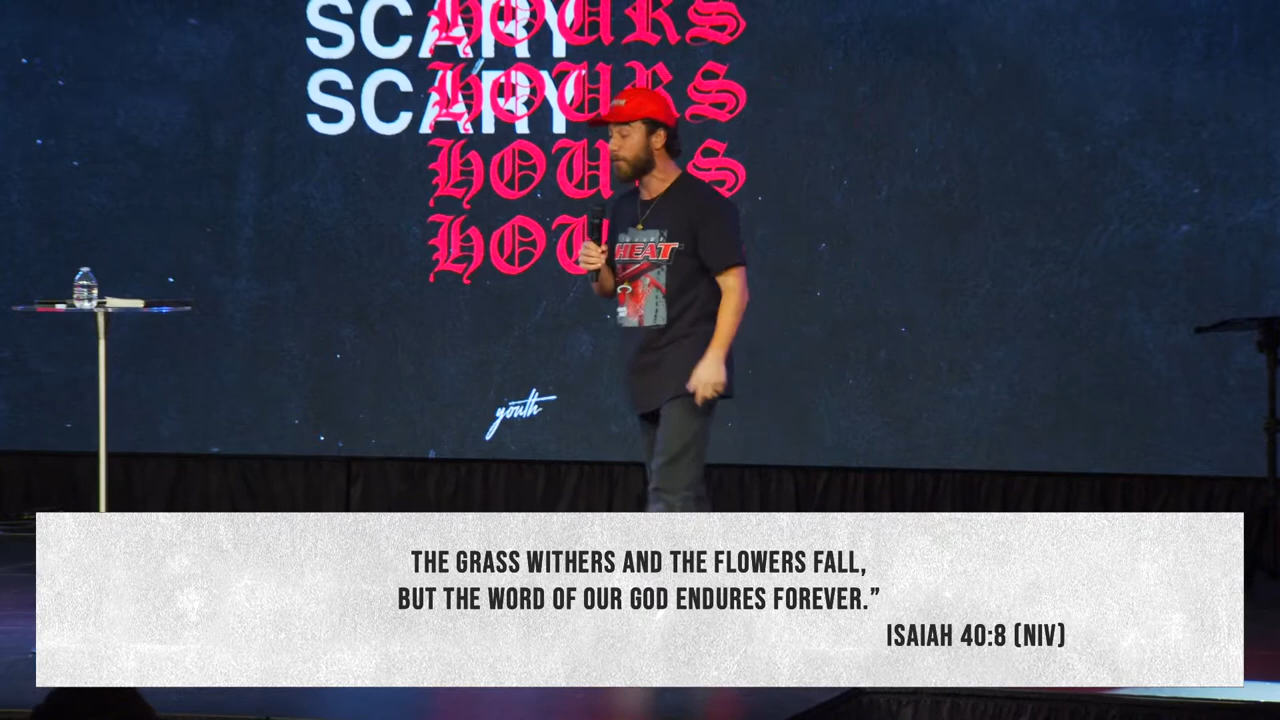 SCARY HOURS
SCARY HOURS
HOURS
HOU
HEAT
youth
THE GRASS WITHERS AND THE FLOWERS FALL,
BUT THE WORD OF OUR GOD ENDURES FOREVER.”
ISAIAH 40:8 (NIV)